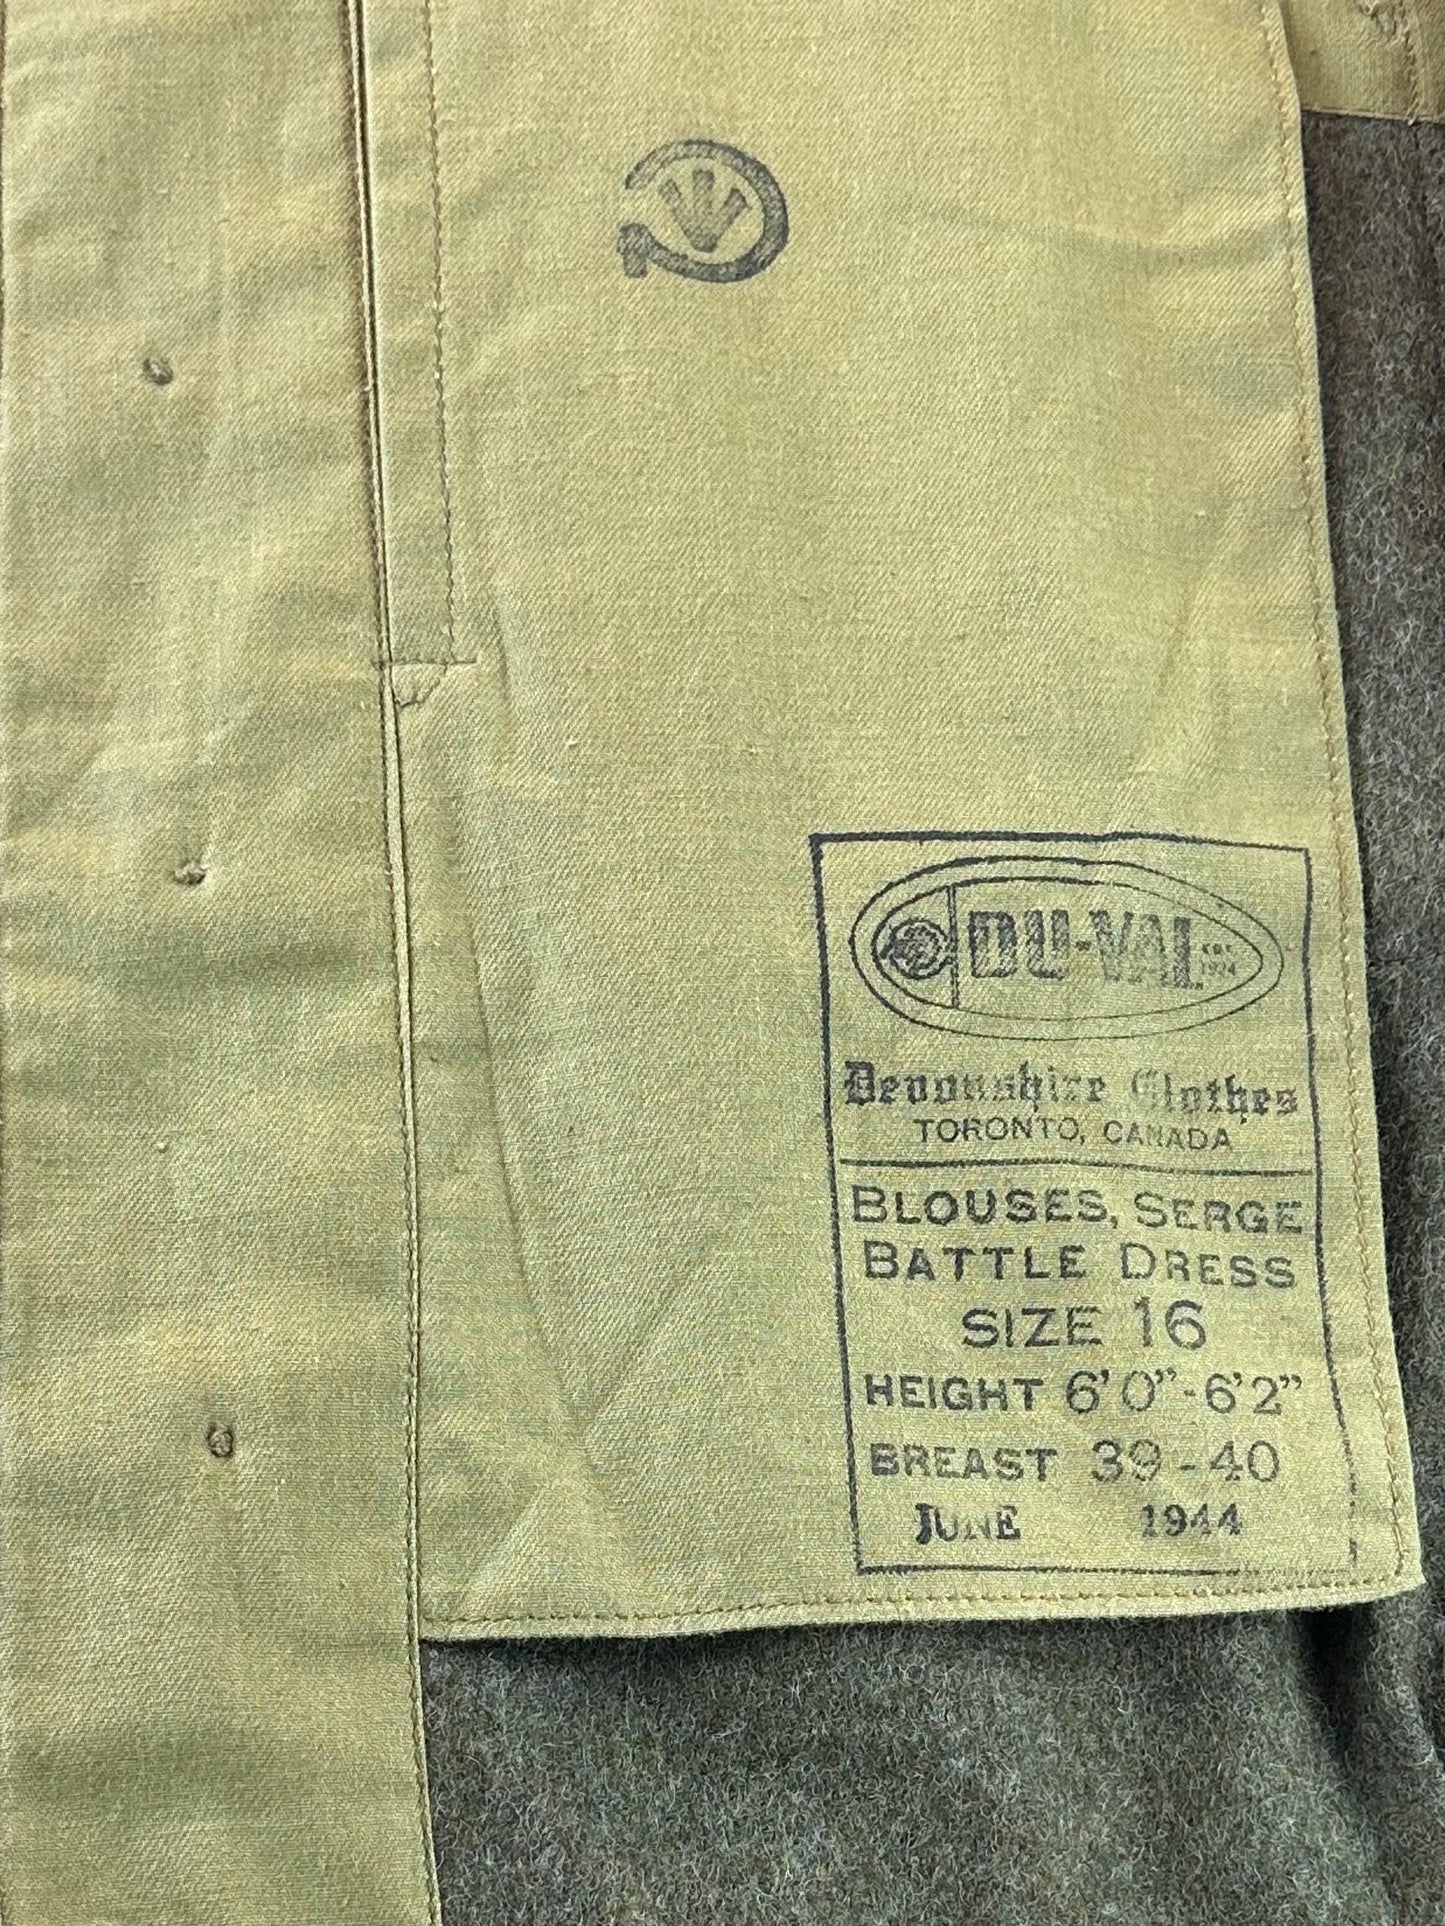 DU-VAL
EST.
1924
Devonshire Clothes
TORONTO, CANADA
BLOUSES, SERGE
BATTLE DRESS
SIZE 16
HEIGHT 6'0"-6'2"
BREAST 39-40
JUNE 1944